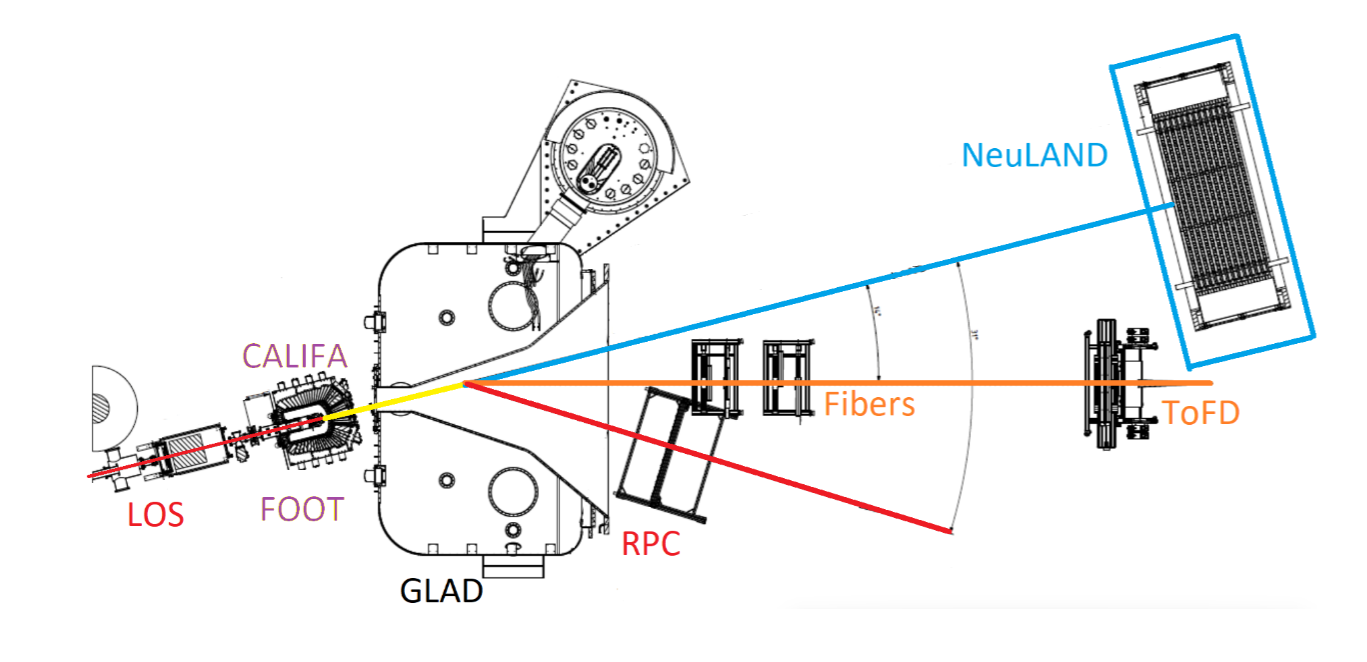 NeuLAND
CALIFA
Fibers
ToFD
LOS
FOOT
RPC
GLAD